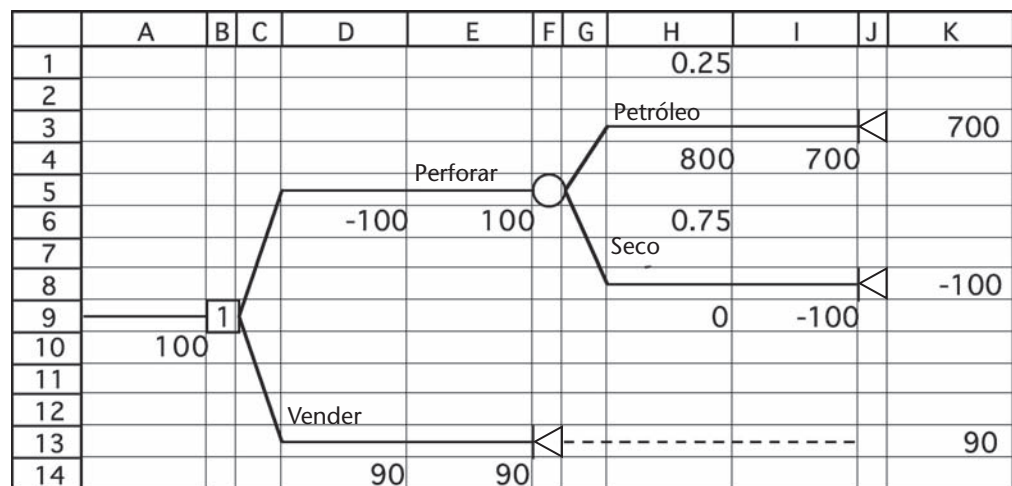 A B C D E F G H I J K
1 0.25
2
3 Petróleo 700
4 800 700
5 Perforar
6 -100 100 0.75
7 Seco
8 -100
9 1 0 -100
10 100
11
12 Vender
13 90
14 90 90